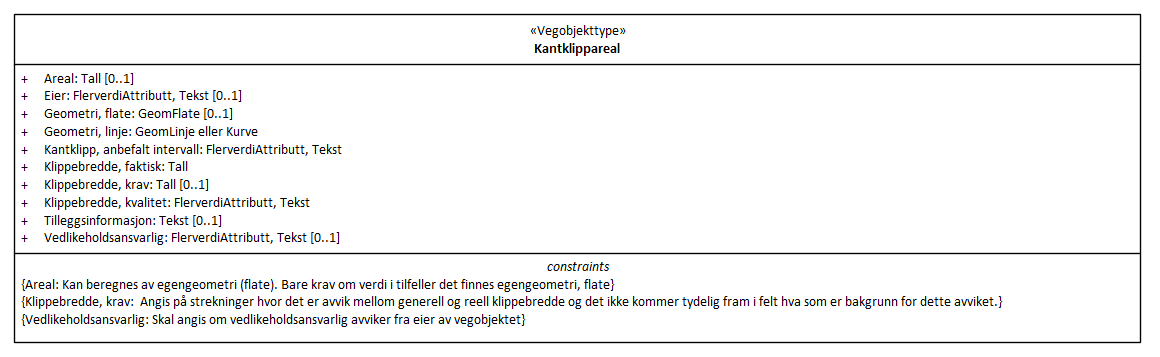 «Vegobjekttype»
Kantklippareal
+ Areal: Tall [0..1]
+ Eier: FlerverdiAttributt, Tekst [0..1]
+ Geometri, flate: GeomFlate [0..1]
+ Geometri, linje: GeomLinje eller Kurve
+ Kantklipp, anbefalt intervall: FlerverdiAttributt, Tekst
+ Klippebredde, faktisk: Tall
+ Klippebredde, krav: Tall [0..1]
+ Klippebredde, kvalitet: FlerverdiAttributt, Tekst
+ Tilleggsinformasjon: Tekst [0..1]
+ Vedlikeholdsansvarlig: FlerverdiAttributt, Tekst [0..1]
constraints
{Areal: Kan beregnes av egengeometri (flate). Bare krav om verdi i tilfeller det finnes egengeometri, flate}
{Klippebredde, krav:  Angis på strekninger hvor det er avvik mellom generell og reell klippebredde og det ikke kommer tydelig fram i felt hva som er bakgrunn for dette avviket.}
{Vedlikeholdsansvarlig: Skal angis om vedlikeholdsansvarlig avviker fra eier av vegobjektet}